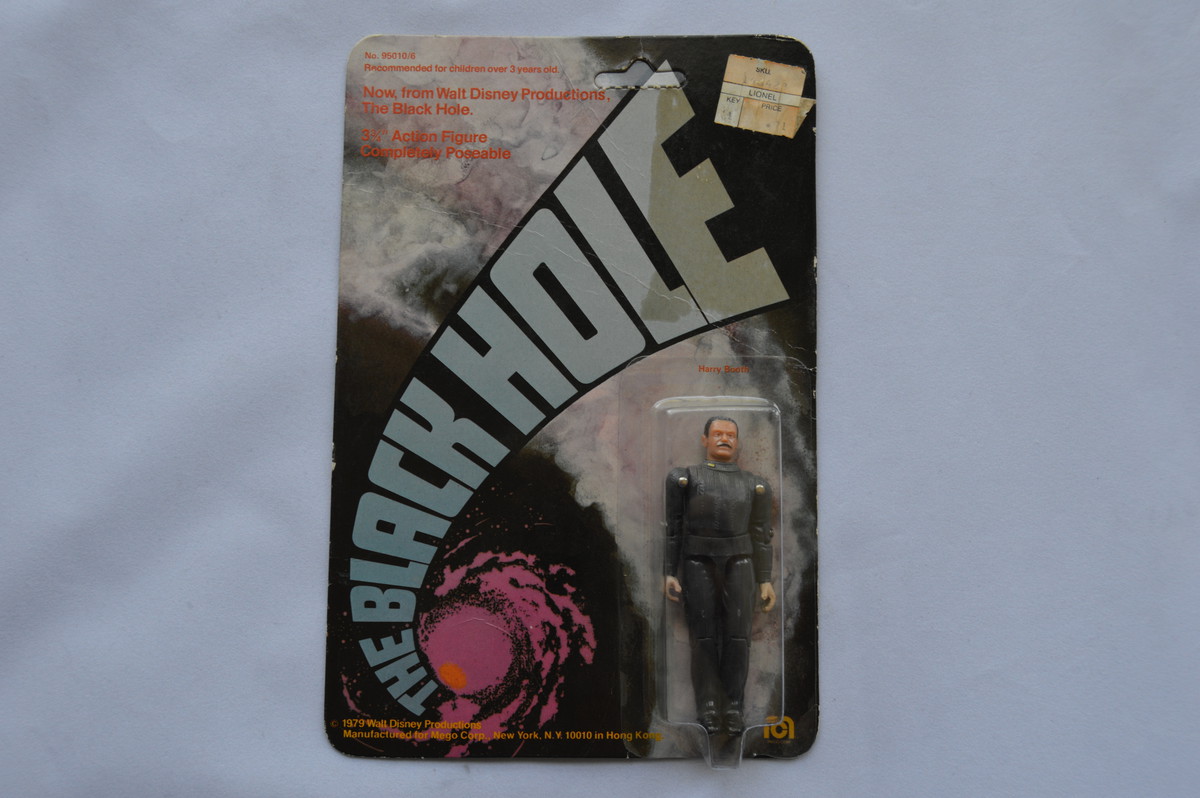 No. 95010/6
Recommended for children over 3 years old.
Now, from Walt Disney Productions,
The Black Hole.
3¾" Action Figure
Completely Poseable
SKU.
LIONEL
KEY PRICE
THE BLACK HOLE
Harry Booth
© 1979 Walt Disney Productions
Manufactured for Mego Corp., New York, N.Y. 10010 in Hong Kong